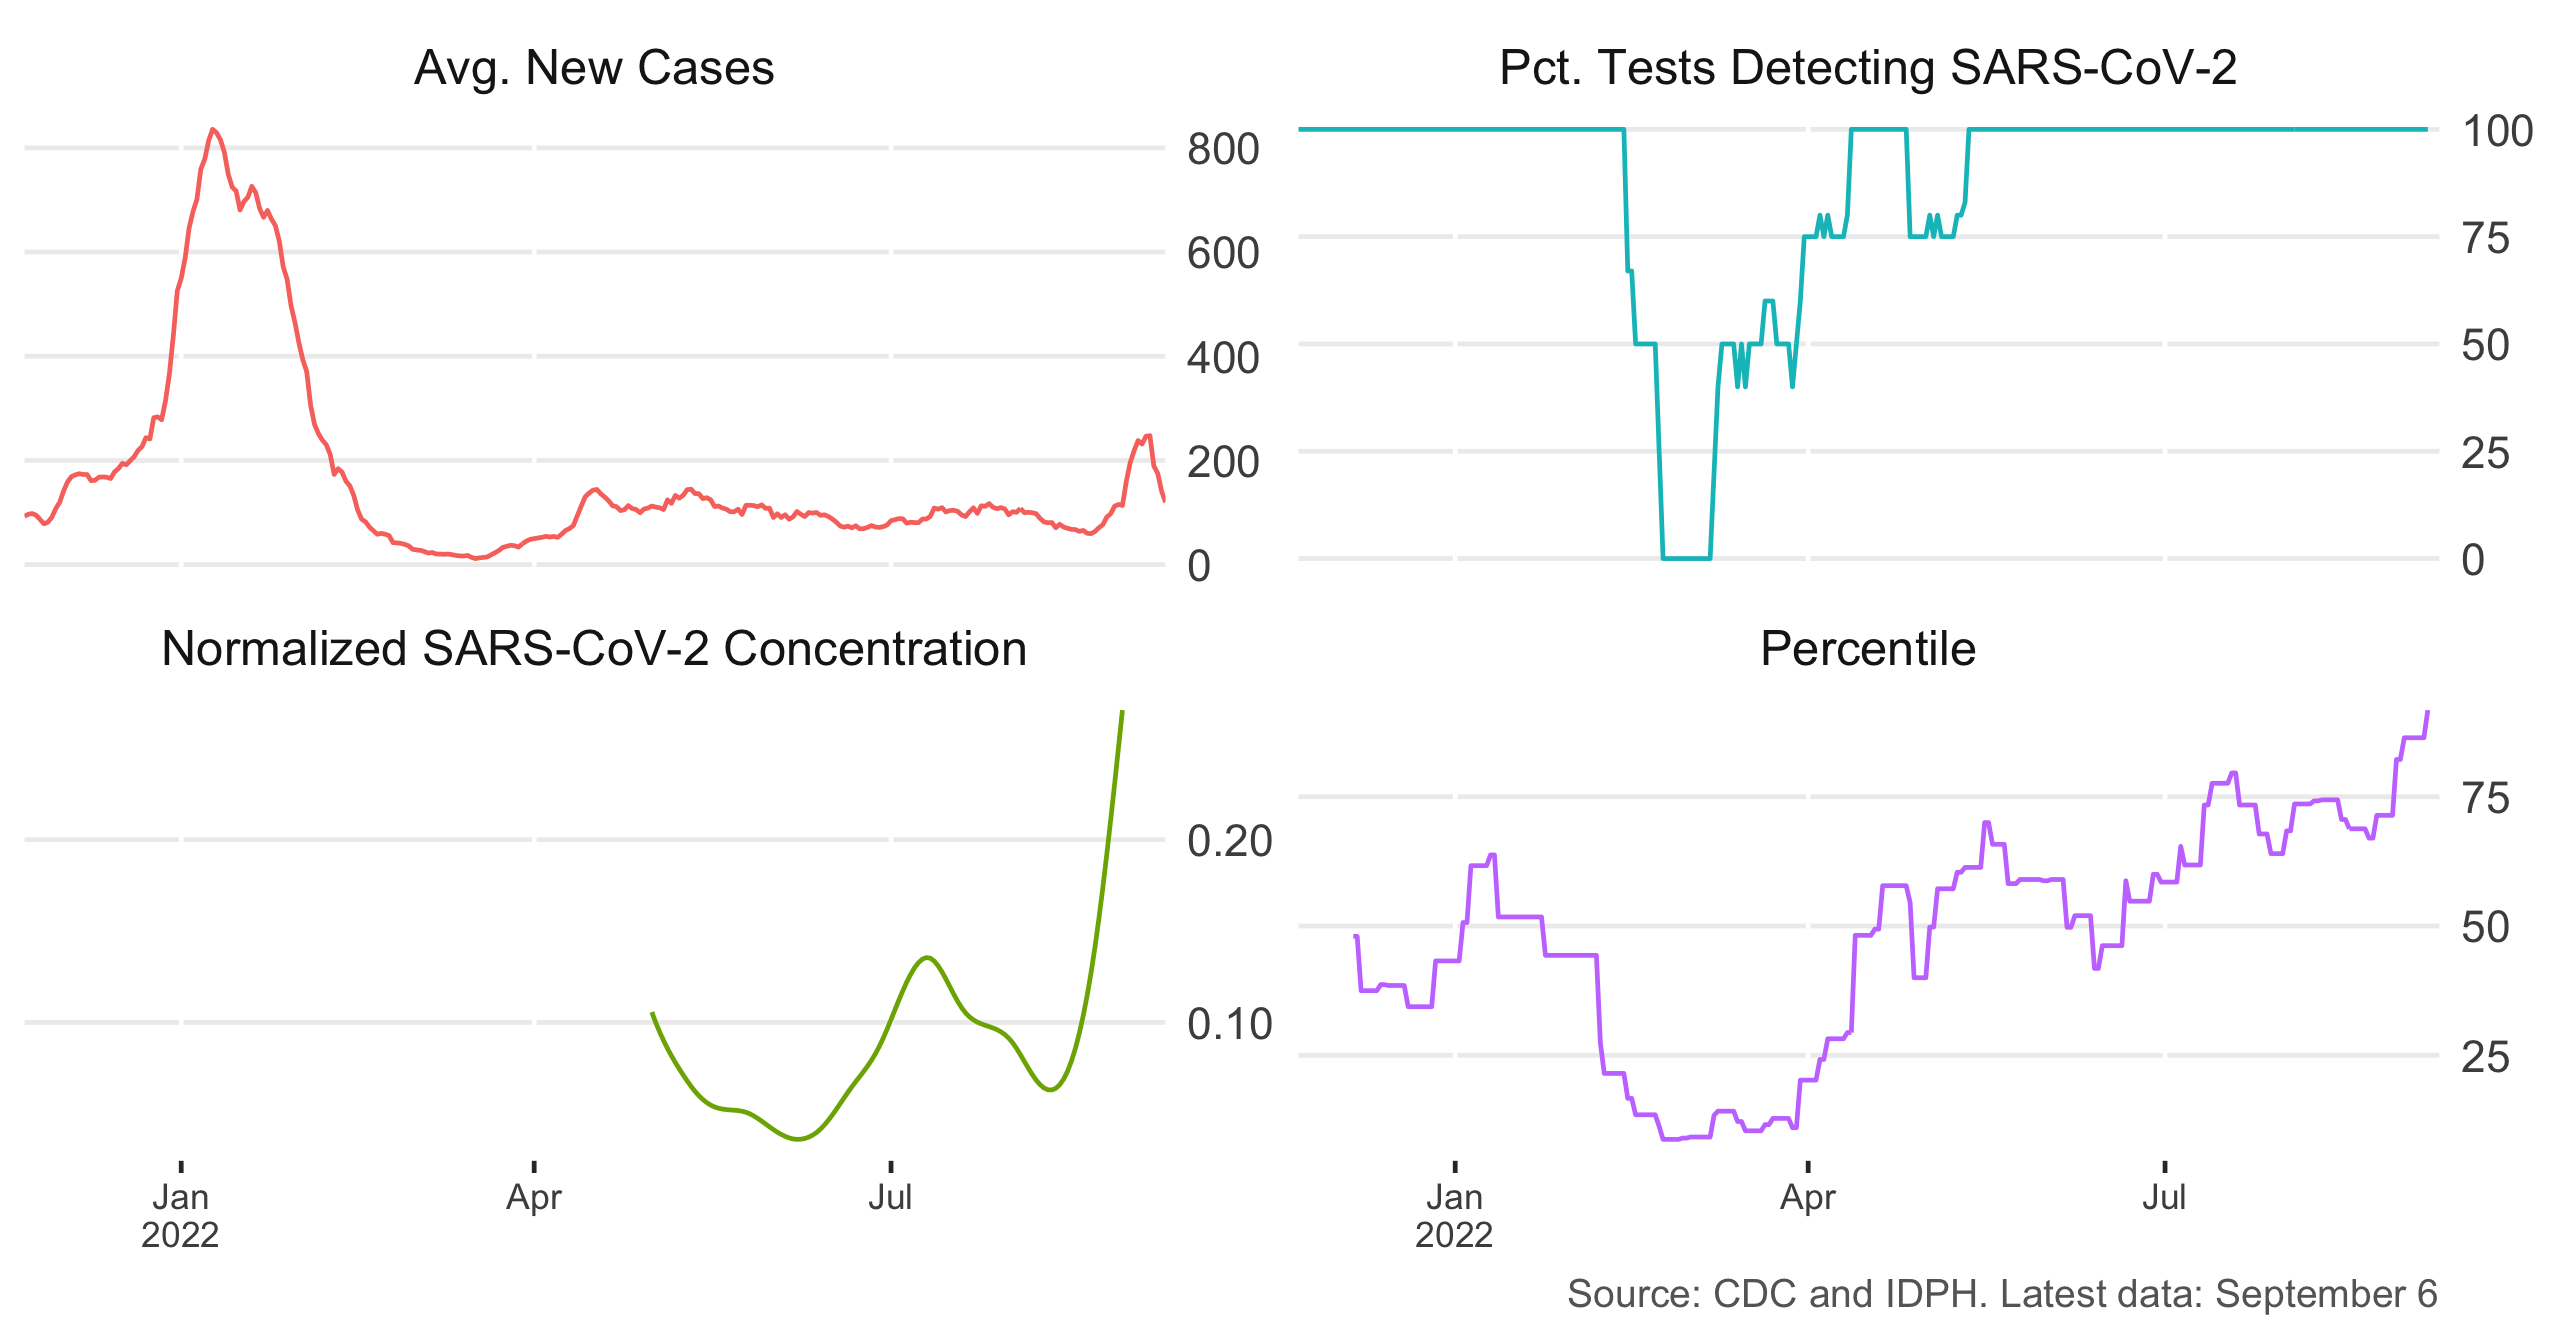 Avg. New Cases
800
600
400
200
0
Pct. Tests Detecting SARS-CoV-2
100
75
50
25
0
Normalized SARS-CoV-2 Concentration
0.20
0.10
Jan
2022
Apr
Jul
Percentile
75
50
25
Jan
2022
Apr
Jul
Source: CDC and IDPH. Latest data: September 6